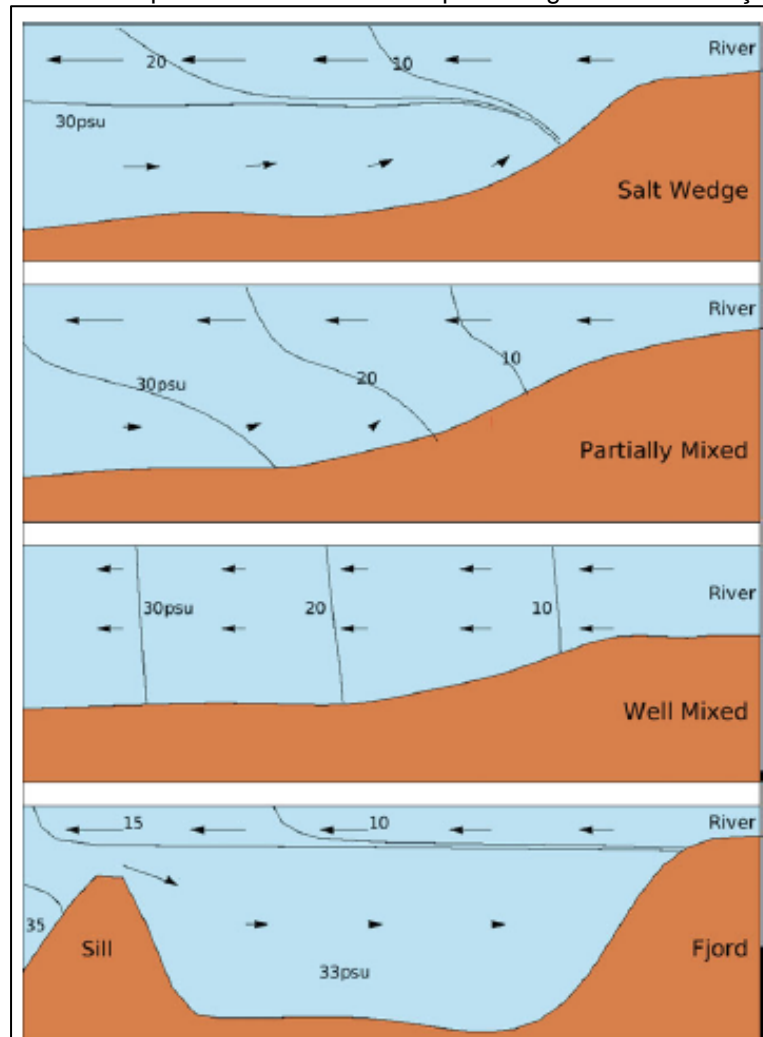 River
20
10
30psu
Salt Wedge
River
10
20
30psu
Partially Mixed
River
30psu
20
10
Well Mixed
River
15
10
35
Sill
Fjord
33psu